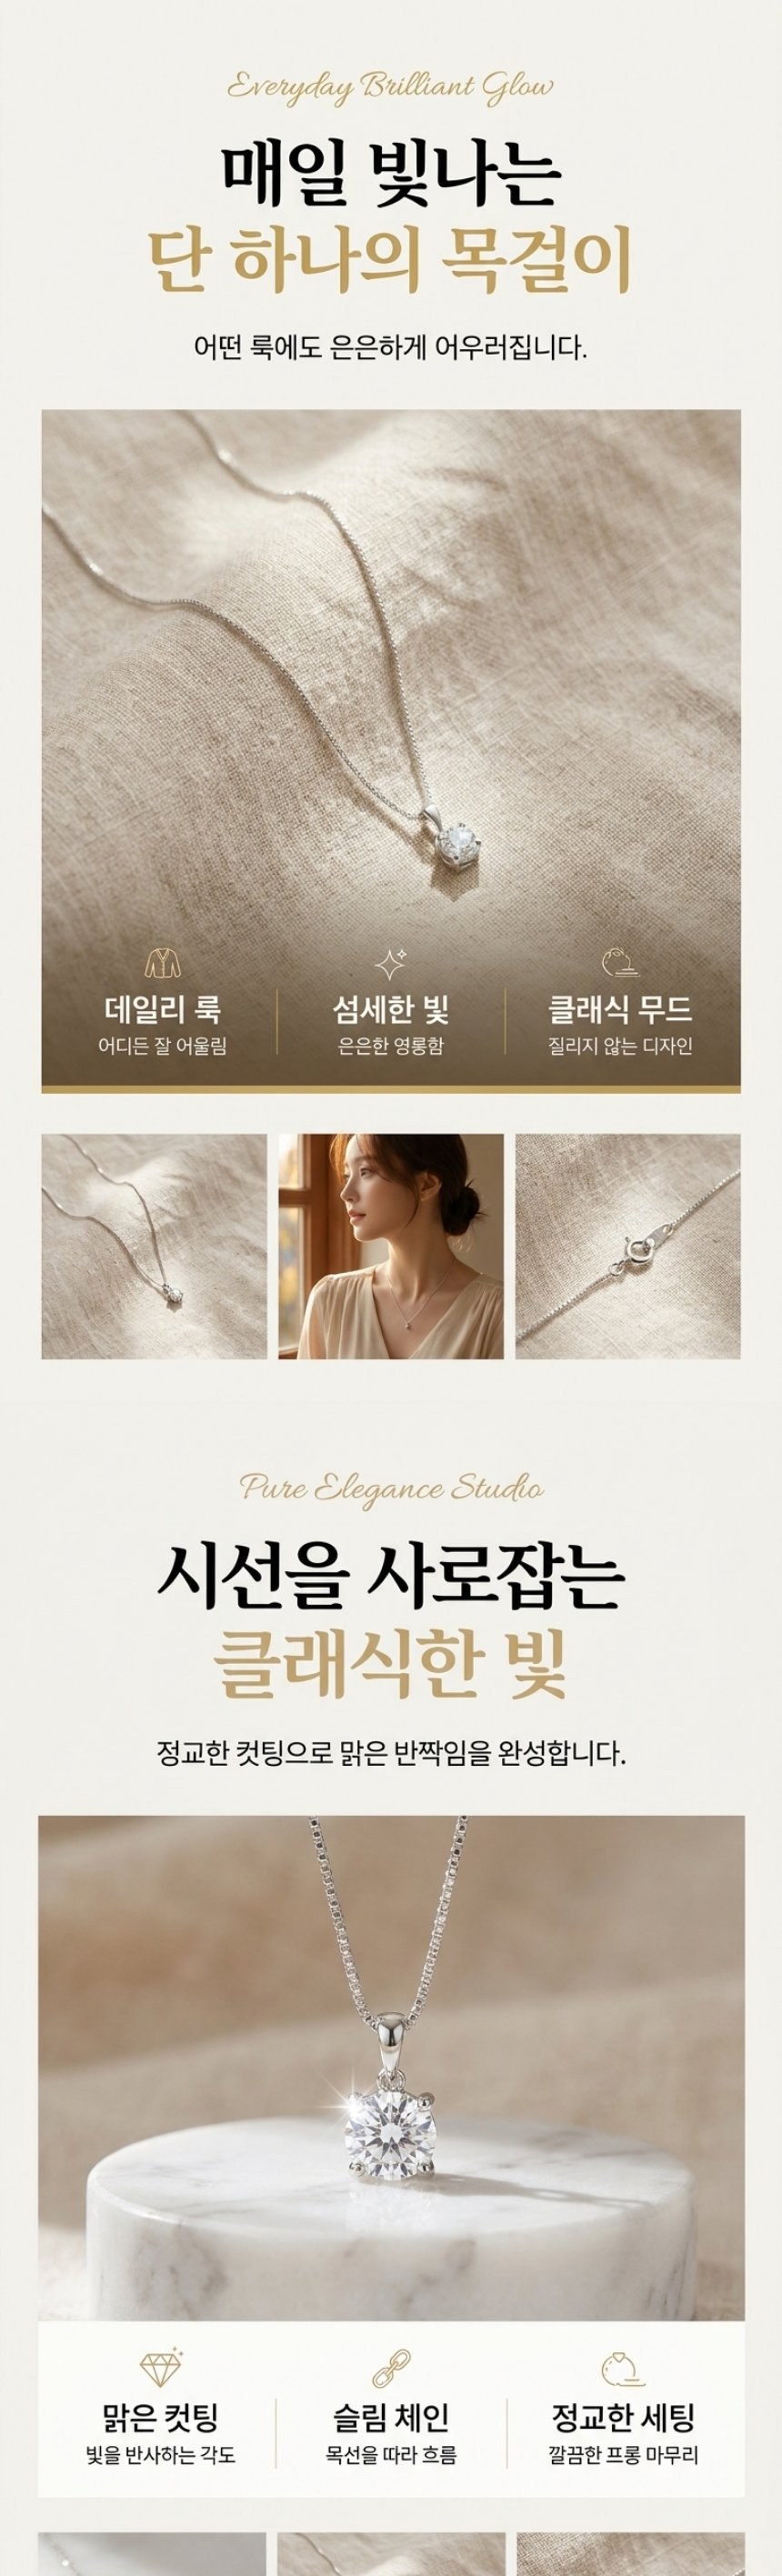 Everyday Brilliant Glow
매일 빛나는
단 하나의 목걸이
어떤 룩에도 은은하게 어우러집니다.
데일리 룩
어디든 잘 어울림
섬세한 빛
은은한 영롱함
클래식 무드
질리지 않는 디자인
Pure Elegance Studio
시선을 사로잡는
클래식한 빛
정교한 컷팅으로 맑은 반짝임을 완성합니다.
맑은 컷팅
빛을 반사하는 각도
슬림 체인
목선을 따라 흐름
정교한 세팅
깔끔한 프롱 마무리